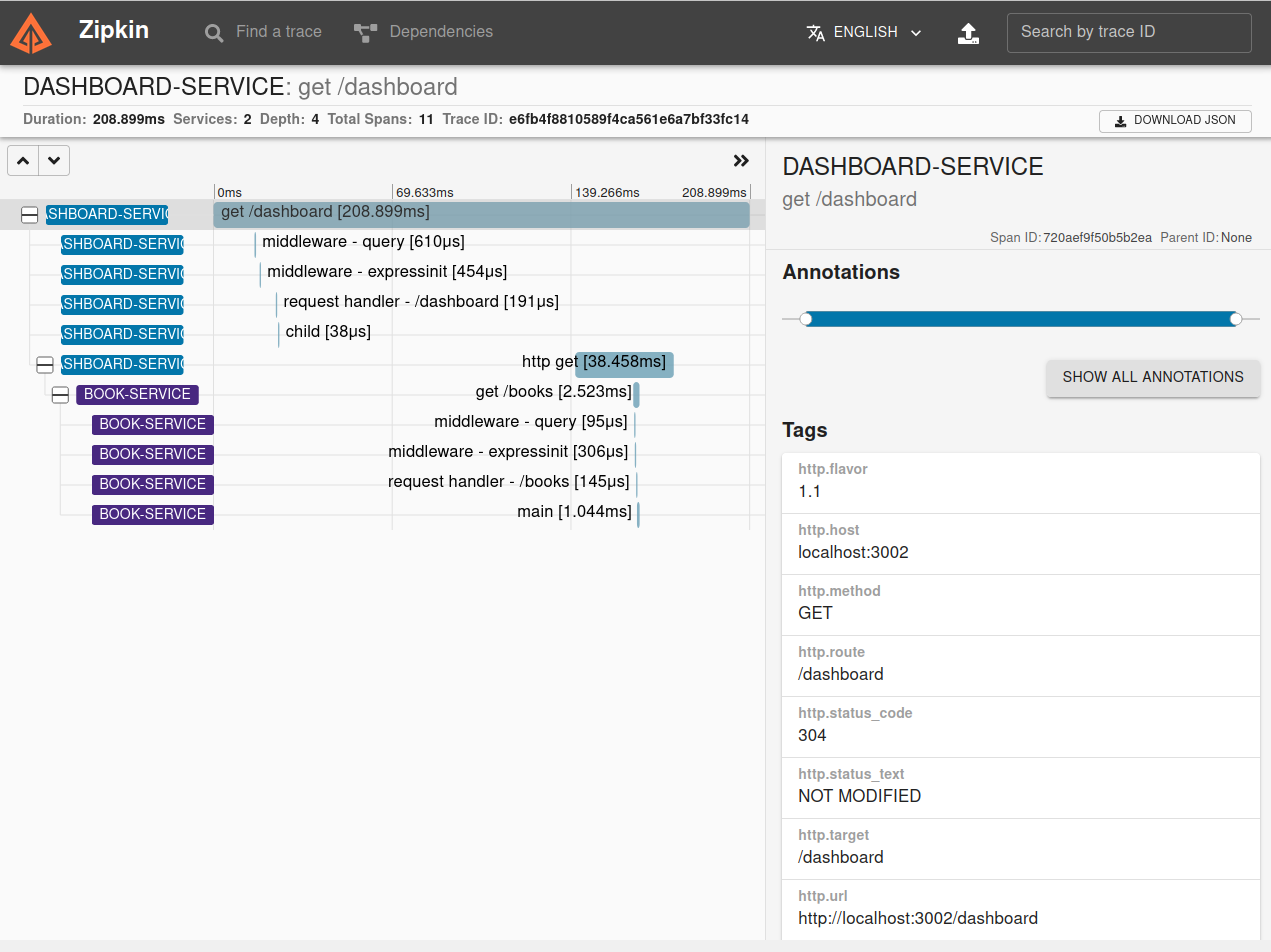 Zipkin
Find a trace
Dependencies
ENGLISH
Search by trace ID
DASHBOARD-SERVICE: get /dashboard
Duration: 208.899ms Services: 2 Depth: 4 Total Spans: 11 Trace ID: e6fb4f8810589f4ca561e6a7bf33fc14
DOWNLOAD JSON
0ms 69.633ms 139.266ms 208.899ms
SHBOARD-SERVIC get /dashboard [208.899ms]
SHBOARD-SERVIC middleware - query [610μs]
SHBOARD-SERVIC middleware - expressinit [454μs]
SHBOARD-SERVIC request handler - /dashboard [191μs]
SHBOARD-SERVIC child [38μs]
SHBOARD-SERVIC http get [38.458ms]
BOOK-SERVICE get /books [2.523ms]
BOOK-SERVICE middleware - query [95μs]
BOOK-SERVICE middleware - expressinit [306μs]
BOOK-SERVICE request handler - /books [145μs]
BOOK-SERVICE main [1.044ms]
DASHBOARD-SERVICE
get /dashboard
Span ID: 720aef9f50b5b2ea Parent ID: None
Annotations
SHOW ALL ANNOTATIONS
Tags
http.flavor
1.1
http.host
localhost:3002
http.method
GET
http.route
/dashboard
http.status_code
304
http.status_text
NOT MODIFIED
http.target
/dashboard
http.url
http://localhost:3002/dashboard